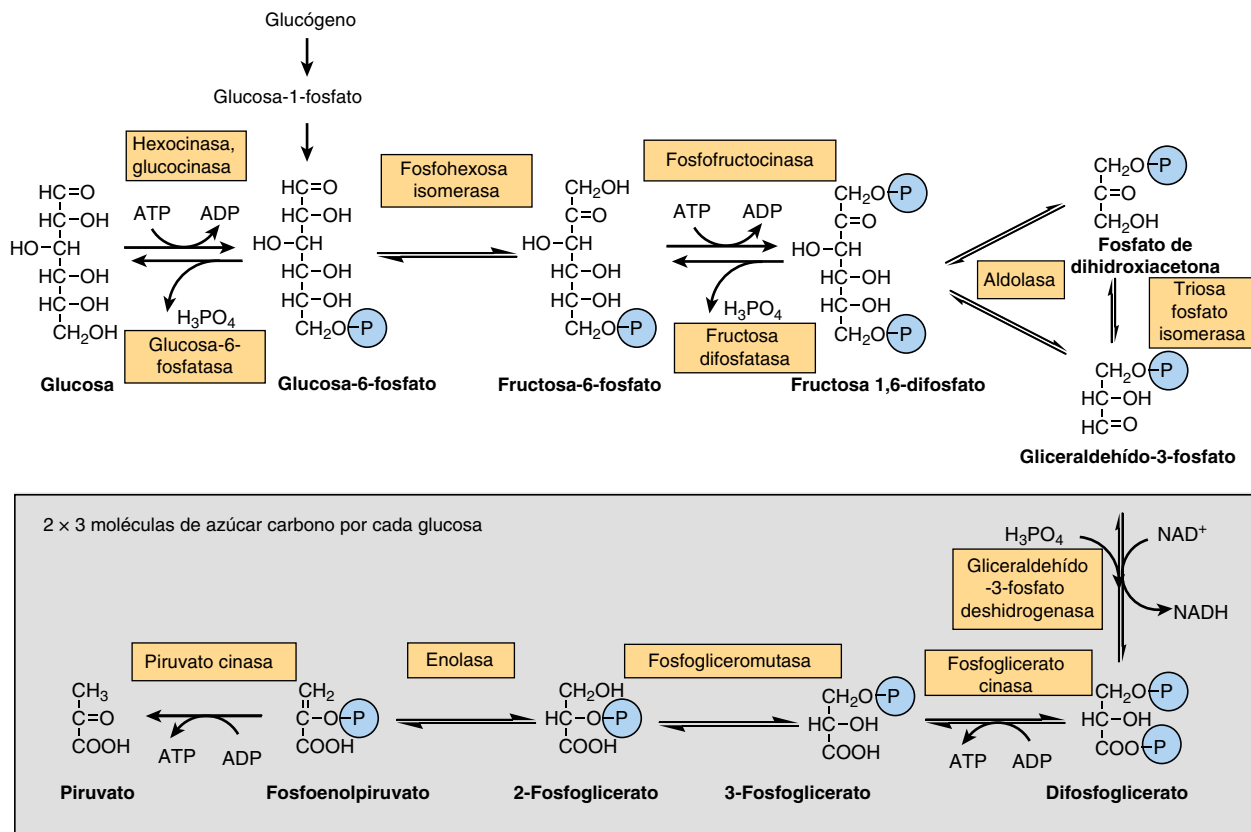 Glucógeno
Glucosa-1-fosfato
Hexocinasa,
glucocinasa
Fosfohexosa
isomerasa
Fosfofructocinasa
HC=O
HC–OH
HO–CH
HC–OH
HC–OH
CH₂OH
ATP ADP
H₃PO₄
Glucosa-6-
fosfatasa
Glucosa
HC=O
HC–OH
HO–CH
HC–OH
HC–OH
CH₂O–P
Glucosa-6-fosfato
CH₂OH
C=O
HO–CH
HC–OH
HC–OH
CH₂O–P
Fructosa-6-fosfato
ATP ADP
H₃PO₄
Fructosa
difosfatasa
CH₂O–P
C=O
HO–CH
HC–OH
HC–OH
CH₂O–P
Fructosa 1,6-difosfato
Aldolasa
CH₂O–P
C=O
CH₂OH
Fosfato de
dihidroxiacetona
Triosa
fosfato
isomerasa
CH₂O–P
HC–OH
HC=O
Gliceraldehído-3-fosfato
2 × 3 moléculas de azúcar carbono por cada glucosa
H₃PO₄ NAD⁺
Gliceraldehído
-3-fosfato
deshidrogenasa
NADH
Piruvato cinasa
Enolasa
Fosfogliceromutasa
Fosfoglicerato
cinasa
CH₃
C=O
COOH
Piruvato
ATP ADP
CH₂
C–O–P
COOH
Fosfoenolpiruvato
CH₂OH
HC–O–P
COOH
2-Fosfoglicerato
CH₂O–P
HC–OH
COOH
3-Fosfoglicerato
ATP ADP
CH₂O–P
HC–OH
COO–P
Difosfoglicerato